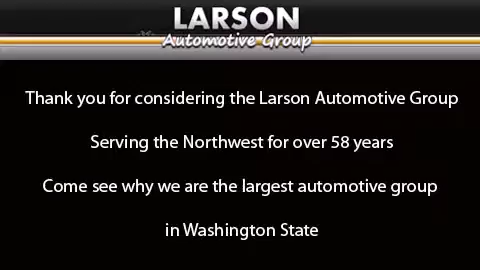 LARSON
Automotive Group
Thank you for considering the Larson Automotive Group
Serving the Northwest for over 58 years
Come see why we are the largest automotive group
in Washington State